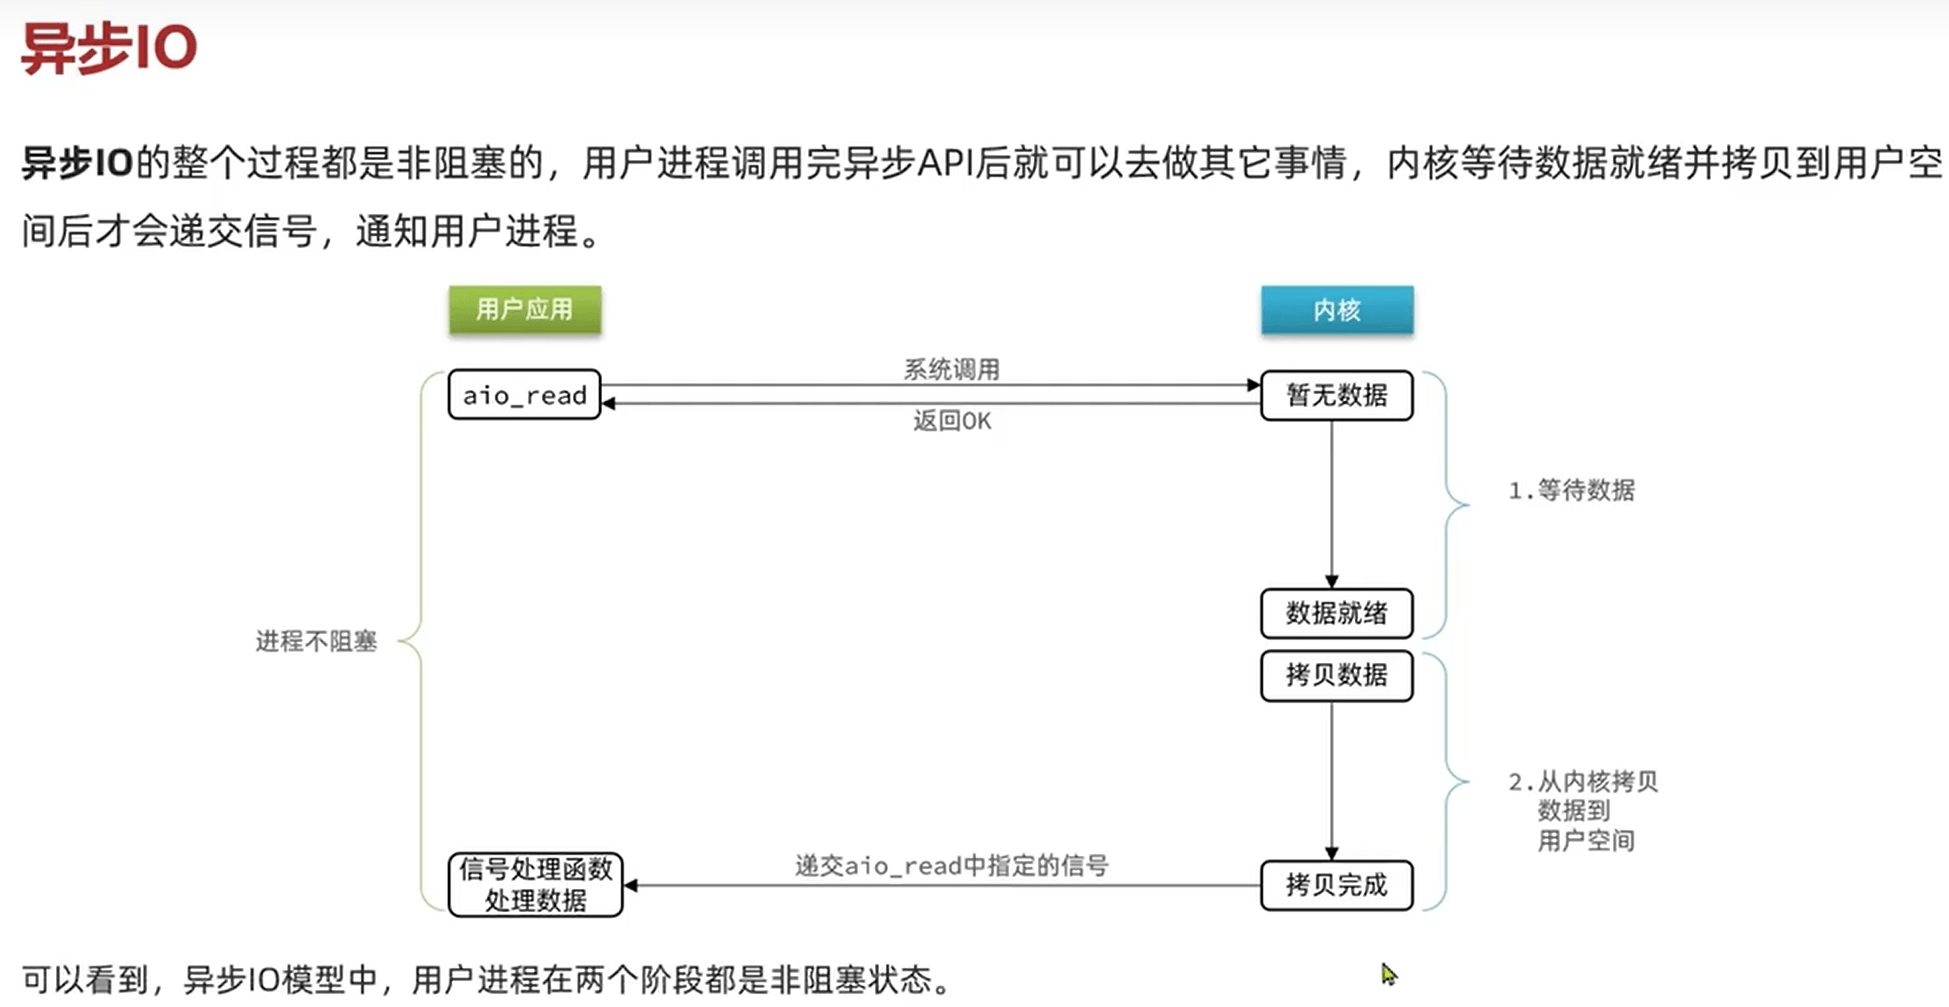 异步IO
异步IO的整个过程都是非阻塞的，用户进程调用完异步API后就可以去做其它事情，内核等待数据就绪并拷贝到用户空
间后才会递交信号，通知用户进程。
用户应用
内核
aio_read
系统调用
返回OK
暂无数据
1.等待数据
数据就绪
进程不阻塞
拷贝数据
2.从内核拷贝
数据到
用户空间
信号处理函数
处理数据
递交aio_read中指定的信号
拷贝完成
可以看到，异步IO模型中，用户进程在两个阶段都是非阻塞状态。